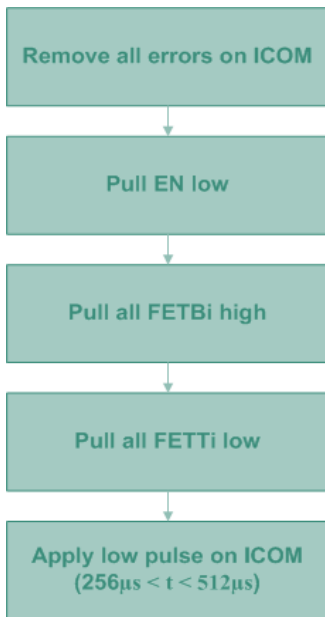 Remove all errors on ICOM
Pull EN low
Pull all FETBi high
Pull all FETTi low
Apply low pulse on ICOM
(256µs < t < 512µs)